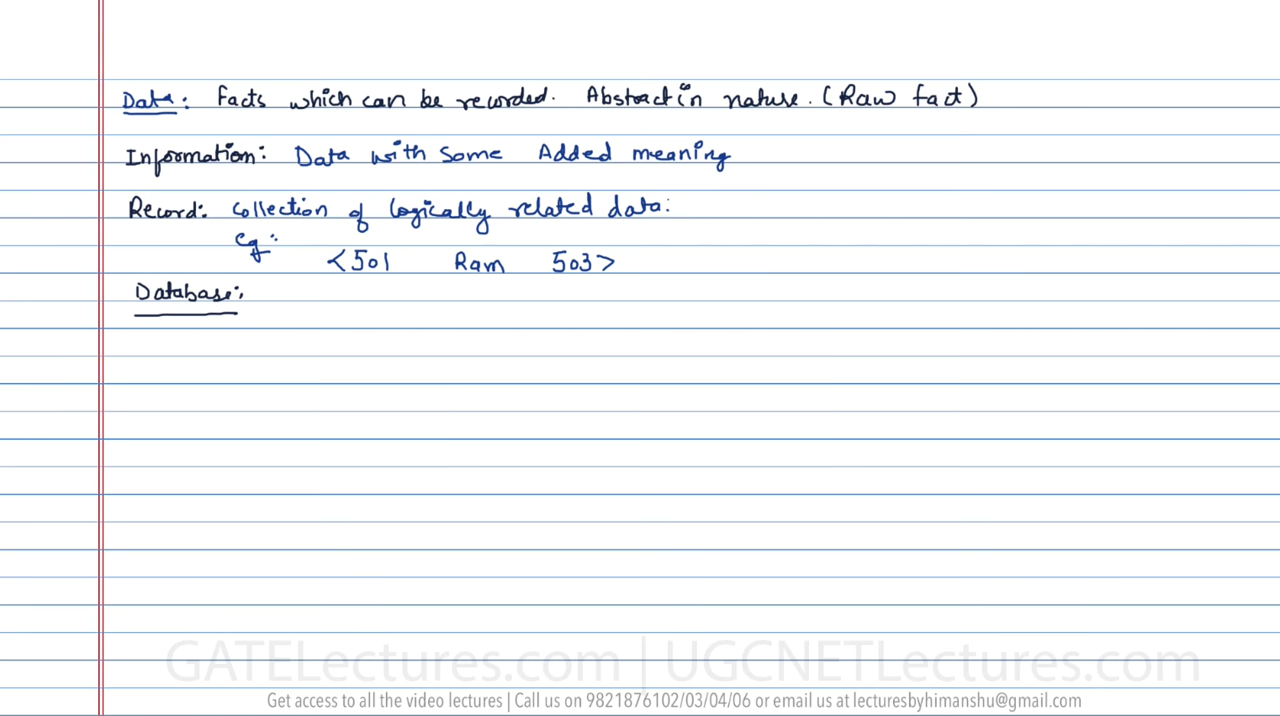 Data: Facts which can be recorded. Abstract in nature. (Raw fact)
Information: Data with Some Added meaning
Record: Collection of logically related data:
eg:
<501 Ram 503>
Database:
GATELectures.com | UGCNETLectures.com
Get access to all the video lectures | Call us on 9821876102/03/04/06 or email us at lecturesbyhimanshu@gmail.com